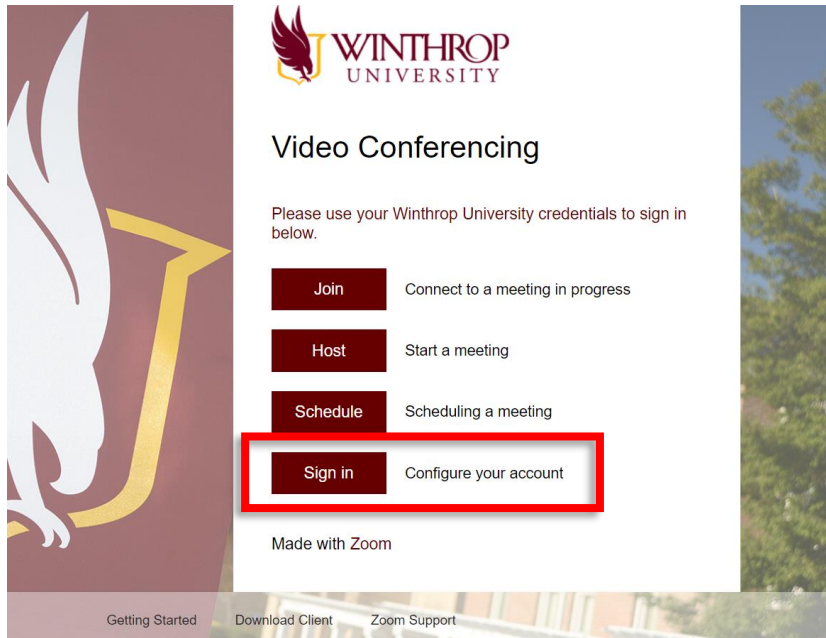 WINTHROP
UNIVERSITY
Video Conferencing
Please use your Winthrop University credentials to sign in
below.
Join Connect to a meeting in progress
Host Start a meeting
Schedule Scheduling a meeting
Sign in Configure your account
Made with Zoom
Getting Started Download Client Zoom Support